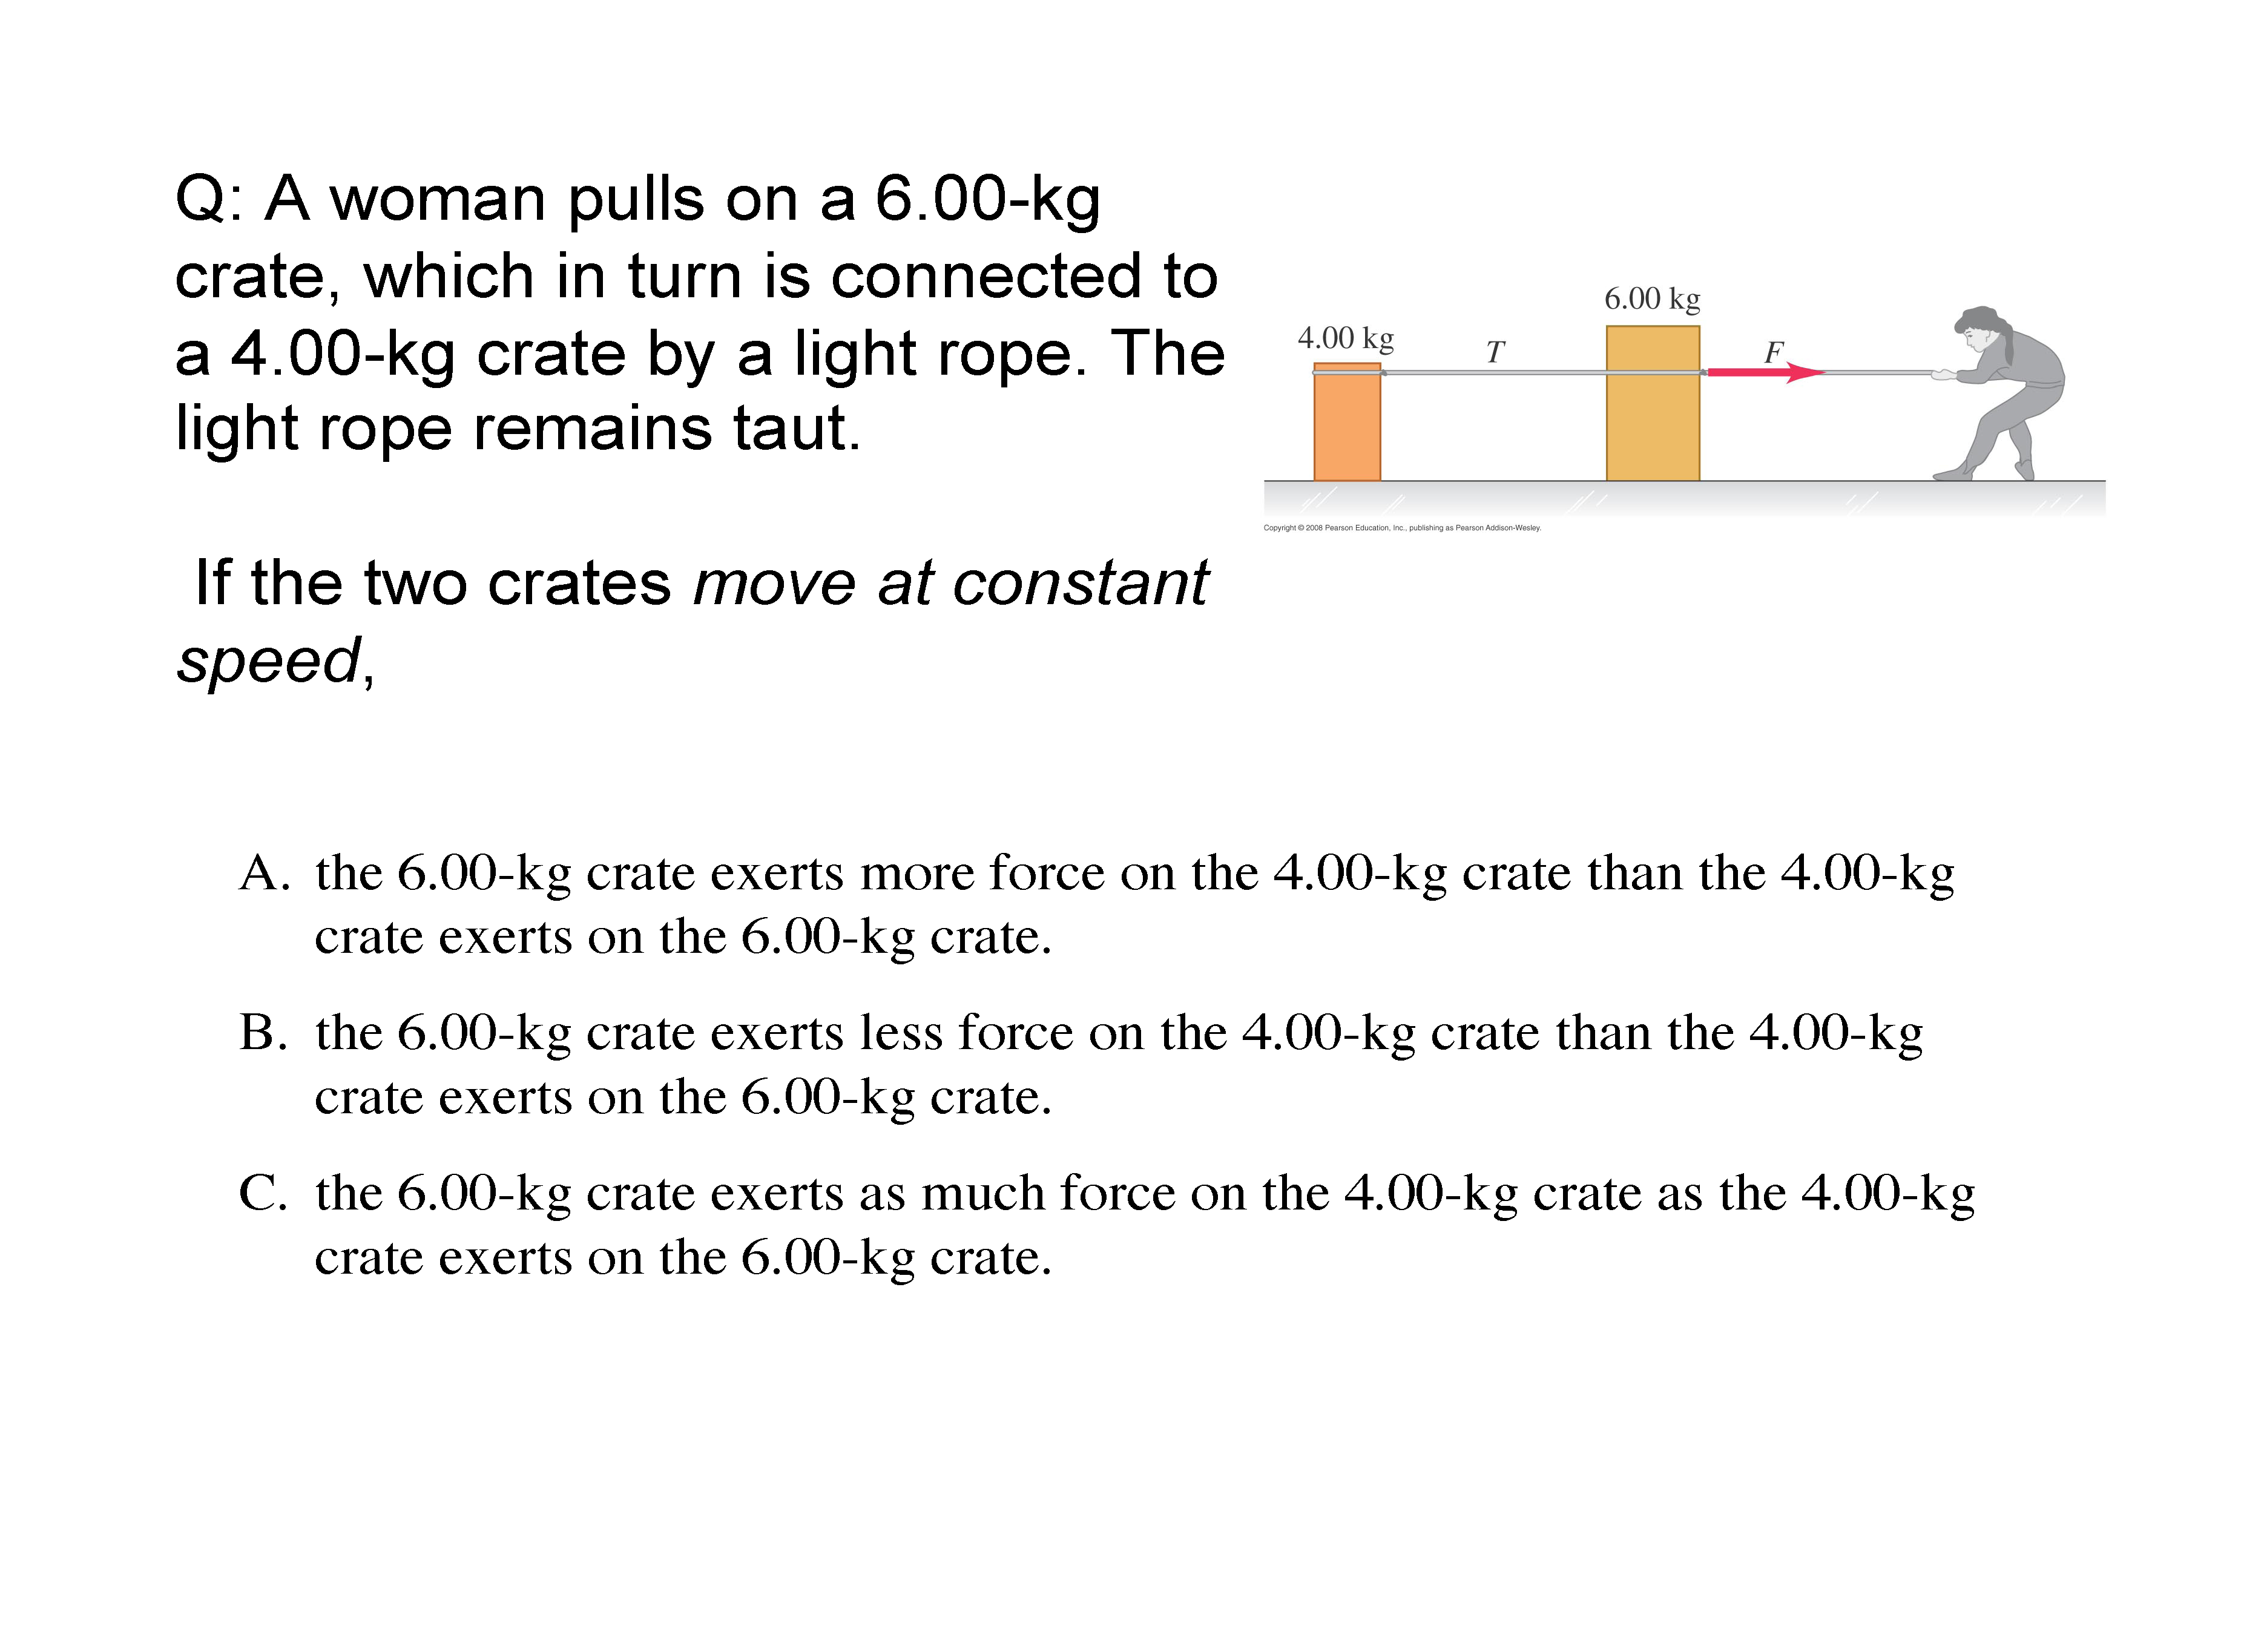 Q: A woman pulls on a 6.00-kg
crate, which in turn is connected to
a 4.00-kg crate by a light rope. The
light rope remains taut.
6.00 kg
4.00 kg
T
F
Copyright © 2008 Pearson Education, Inc., publishing as Pearson Addison-Wesley.
If the two crates move at constant
speed,
A. the 6.00-kg crate exerts more force on the 4.00-kg crate than the 4.00-kg
crate exerts on the 6.00-kg crate.
B. the 6.00-kg crate exerts less force on the 4.00-kg crate than the 4.00-kg
crate exerts on the 6.00-kg crate.
C. the 6.00-kg crate exerts as much force on the 4.00-kg crate as the 4.00-kg
crate exerts on the 6.00-kg crate.